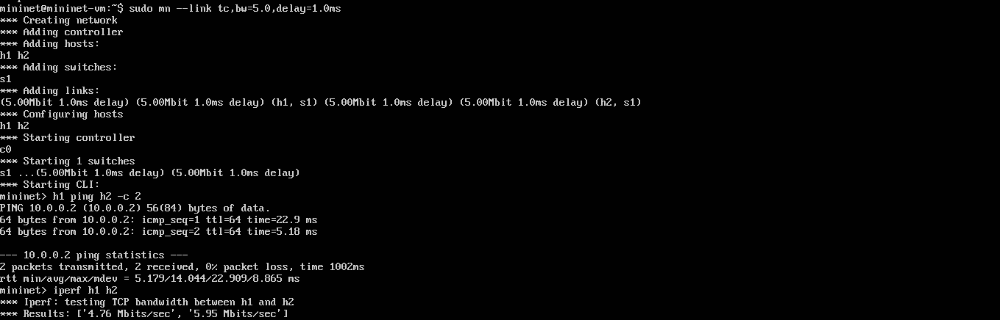 mininet@mininet-vm:~$ sudo mn --link tc,bw=5.0,delay=1.0ms
*** Creating network
*** Adding controller
*** Adding hosts:
h1 h2
*** Adding switches:
s1
*** Adding links:
(5.00Mbit 1.0ms delay) (5.00Mbit 1.0ms delay) (h1, s1) (5.00Mbit 1.0ms delay) (5.00Mbit 1.0ms delay) (h2, s1)
*** Configuring hosts
h1 h2
*** Starting controller
c0
*** Starting 1 switches
s1 ...(5.00Mbit 1.0ms delay) (5.00Mbit 1.0ms delay)
*** Starting CLI:
mininet> h1 ping h2 -c 2
PING 10.0.0.2 (10.0.0.2) 56(84) bytes of data.
64 bytes from 10.0.0.2: icmp_seq=1 ttl=64 time=22.9 ms
64 bytes from 10.0.0.2: icmp_seq=2 ttl=64 time=5.18 ms

--- 10.0.0.2 ping statistics ---
2 packets transmitted, 2 received, 0% packet loss, time 1002ms
rtt min/avg/max/mdev = 5.179/14.044/22.909/8.865 ms
mininet> iperf h1 h2
*** Iperf: testing TCP bandwidth between h1 and h2
*** Results: ['4.76 Mbits/sec', '5.95 Mbits/sec']